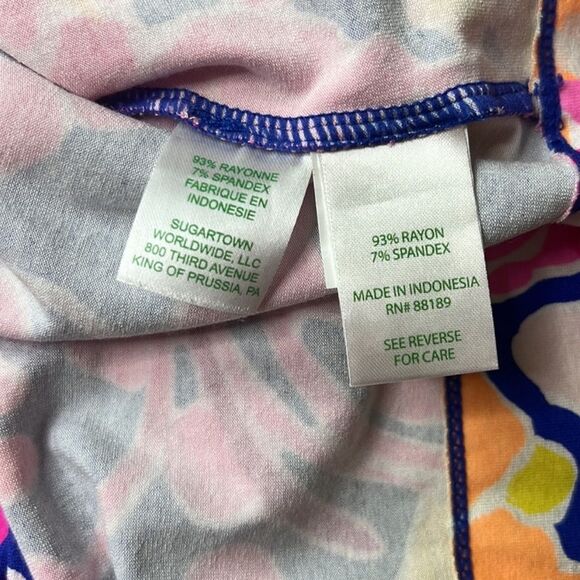 93% RAYONNE
7% SPANDEX
FABRIQUE EN
INDONESIE
SUGARTOWN
WORLDWIDE, LLC
800 THIRD AVENUE
KING OF PRUSSIA, PA
93% RAYON
7% SPANDEX
MADE IN INDONESIA
RN# 88189
SEE REVERSE
FOR CARE